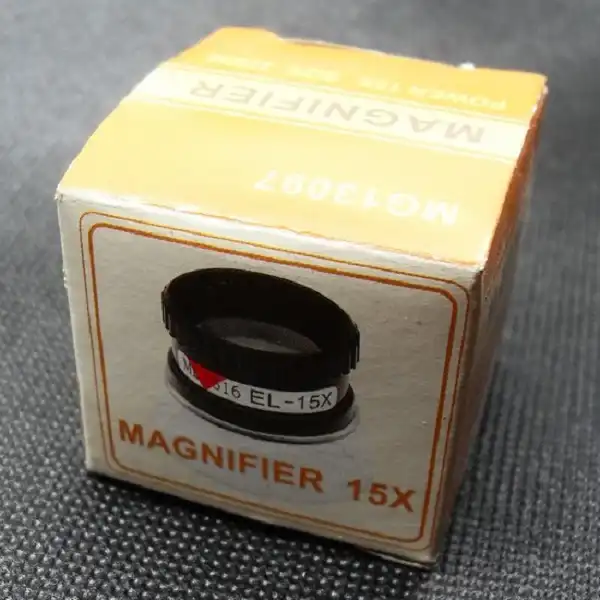 POWER 15X
MAGNIFIER
MG13097
EL-15X
MAGNIFIER 15X